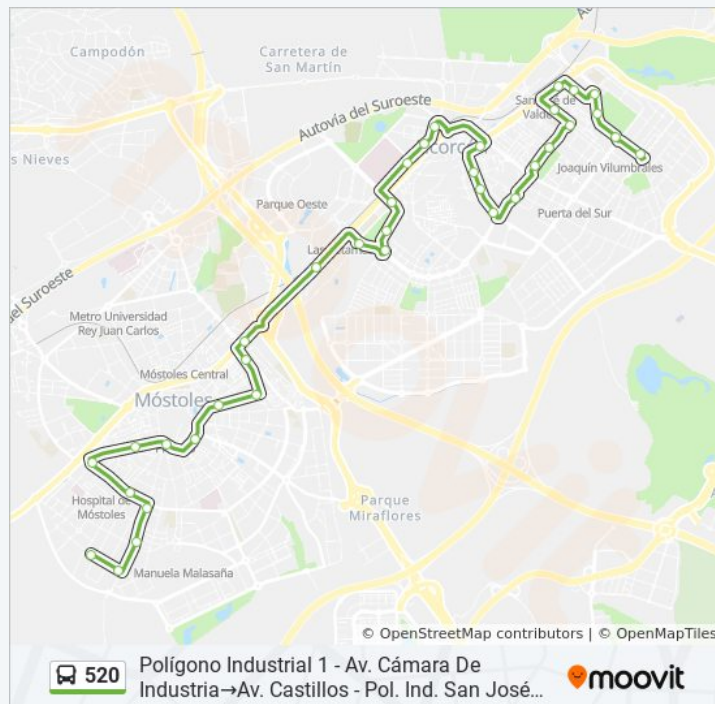 Campodón
Carretera de
San Martín
Autovía del Suroeste
s Nieves
Joaquín Vilumbrales
Parque Oeste
Puerta del Sur
del Suroeste
Metro Universidad
Rey Juan Carlos
Móstoles Central
Móstoles
Hospital de
Móstoles
Parque
Miraflores
Manuela Malasaña
© OpenStreetMap contributors | © OpenMapTiles
520
Polígono Industrial 1 - Av. Cámara De
Industria→Av. Castillos - Pol. Ind. San José...
moovit